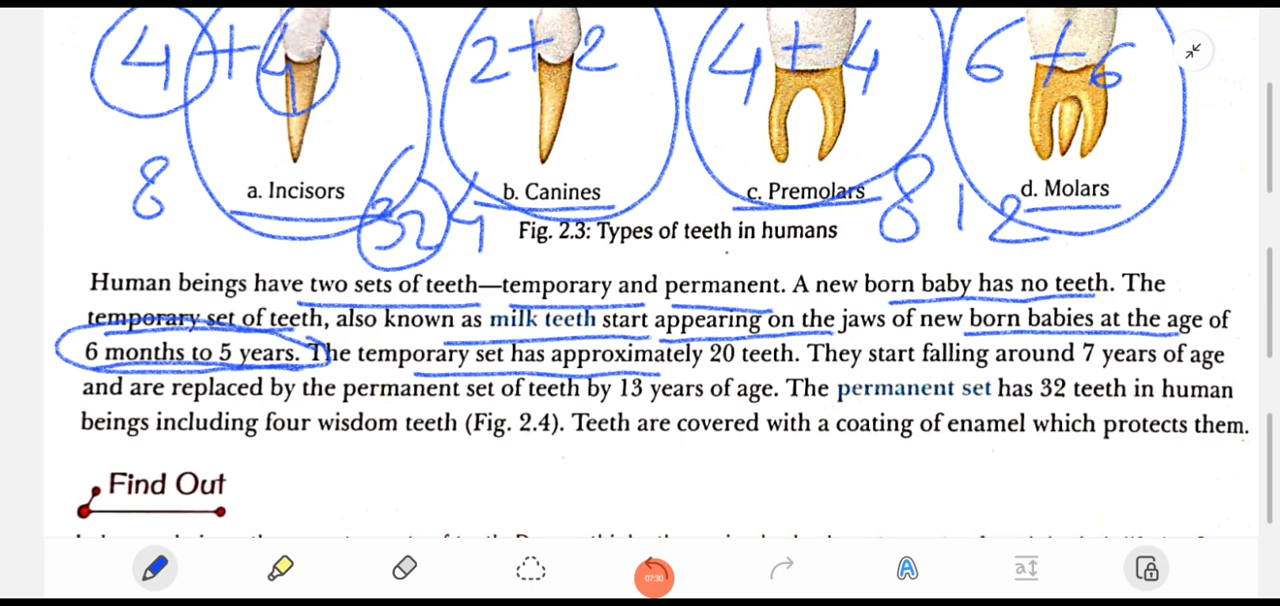 4 + 4 2 + 2 4 + 4 6 + 6
8 a. Incisors 32 4 b. Canines c. Premolars 8 d. Molars 12
Fig. 2.3: Types of teeth in humans
Human beings have two sets of teeth—temporary and permanent. A new born baby has no teeth. The
temporary set of teeth, also known as milk teeth start appearing on the jaws of new born babies at the age of
6 months to 5 years. The temporary set has approximately 20 teeth. They start falling around 7 years of age
and are replaced by the permanent set of teeth by 13 years of age. The permanent set has 32 teeth in human
beings including four wisdom teeth (Fig. 2.4). Teeth are covered with a coating of enamel which protects them.
Find Out
07:30
A a